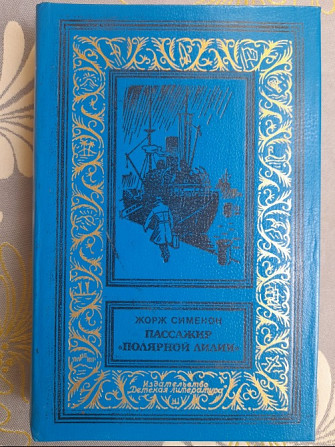 ЖОРЖ СИМЕНОН
ПАССАЖИР
«ПОЛЯРНОЙ ЛИЛИИ»
Издательство
Детская литература